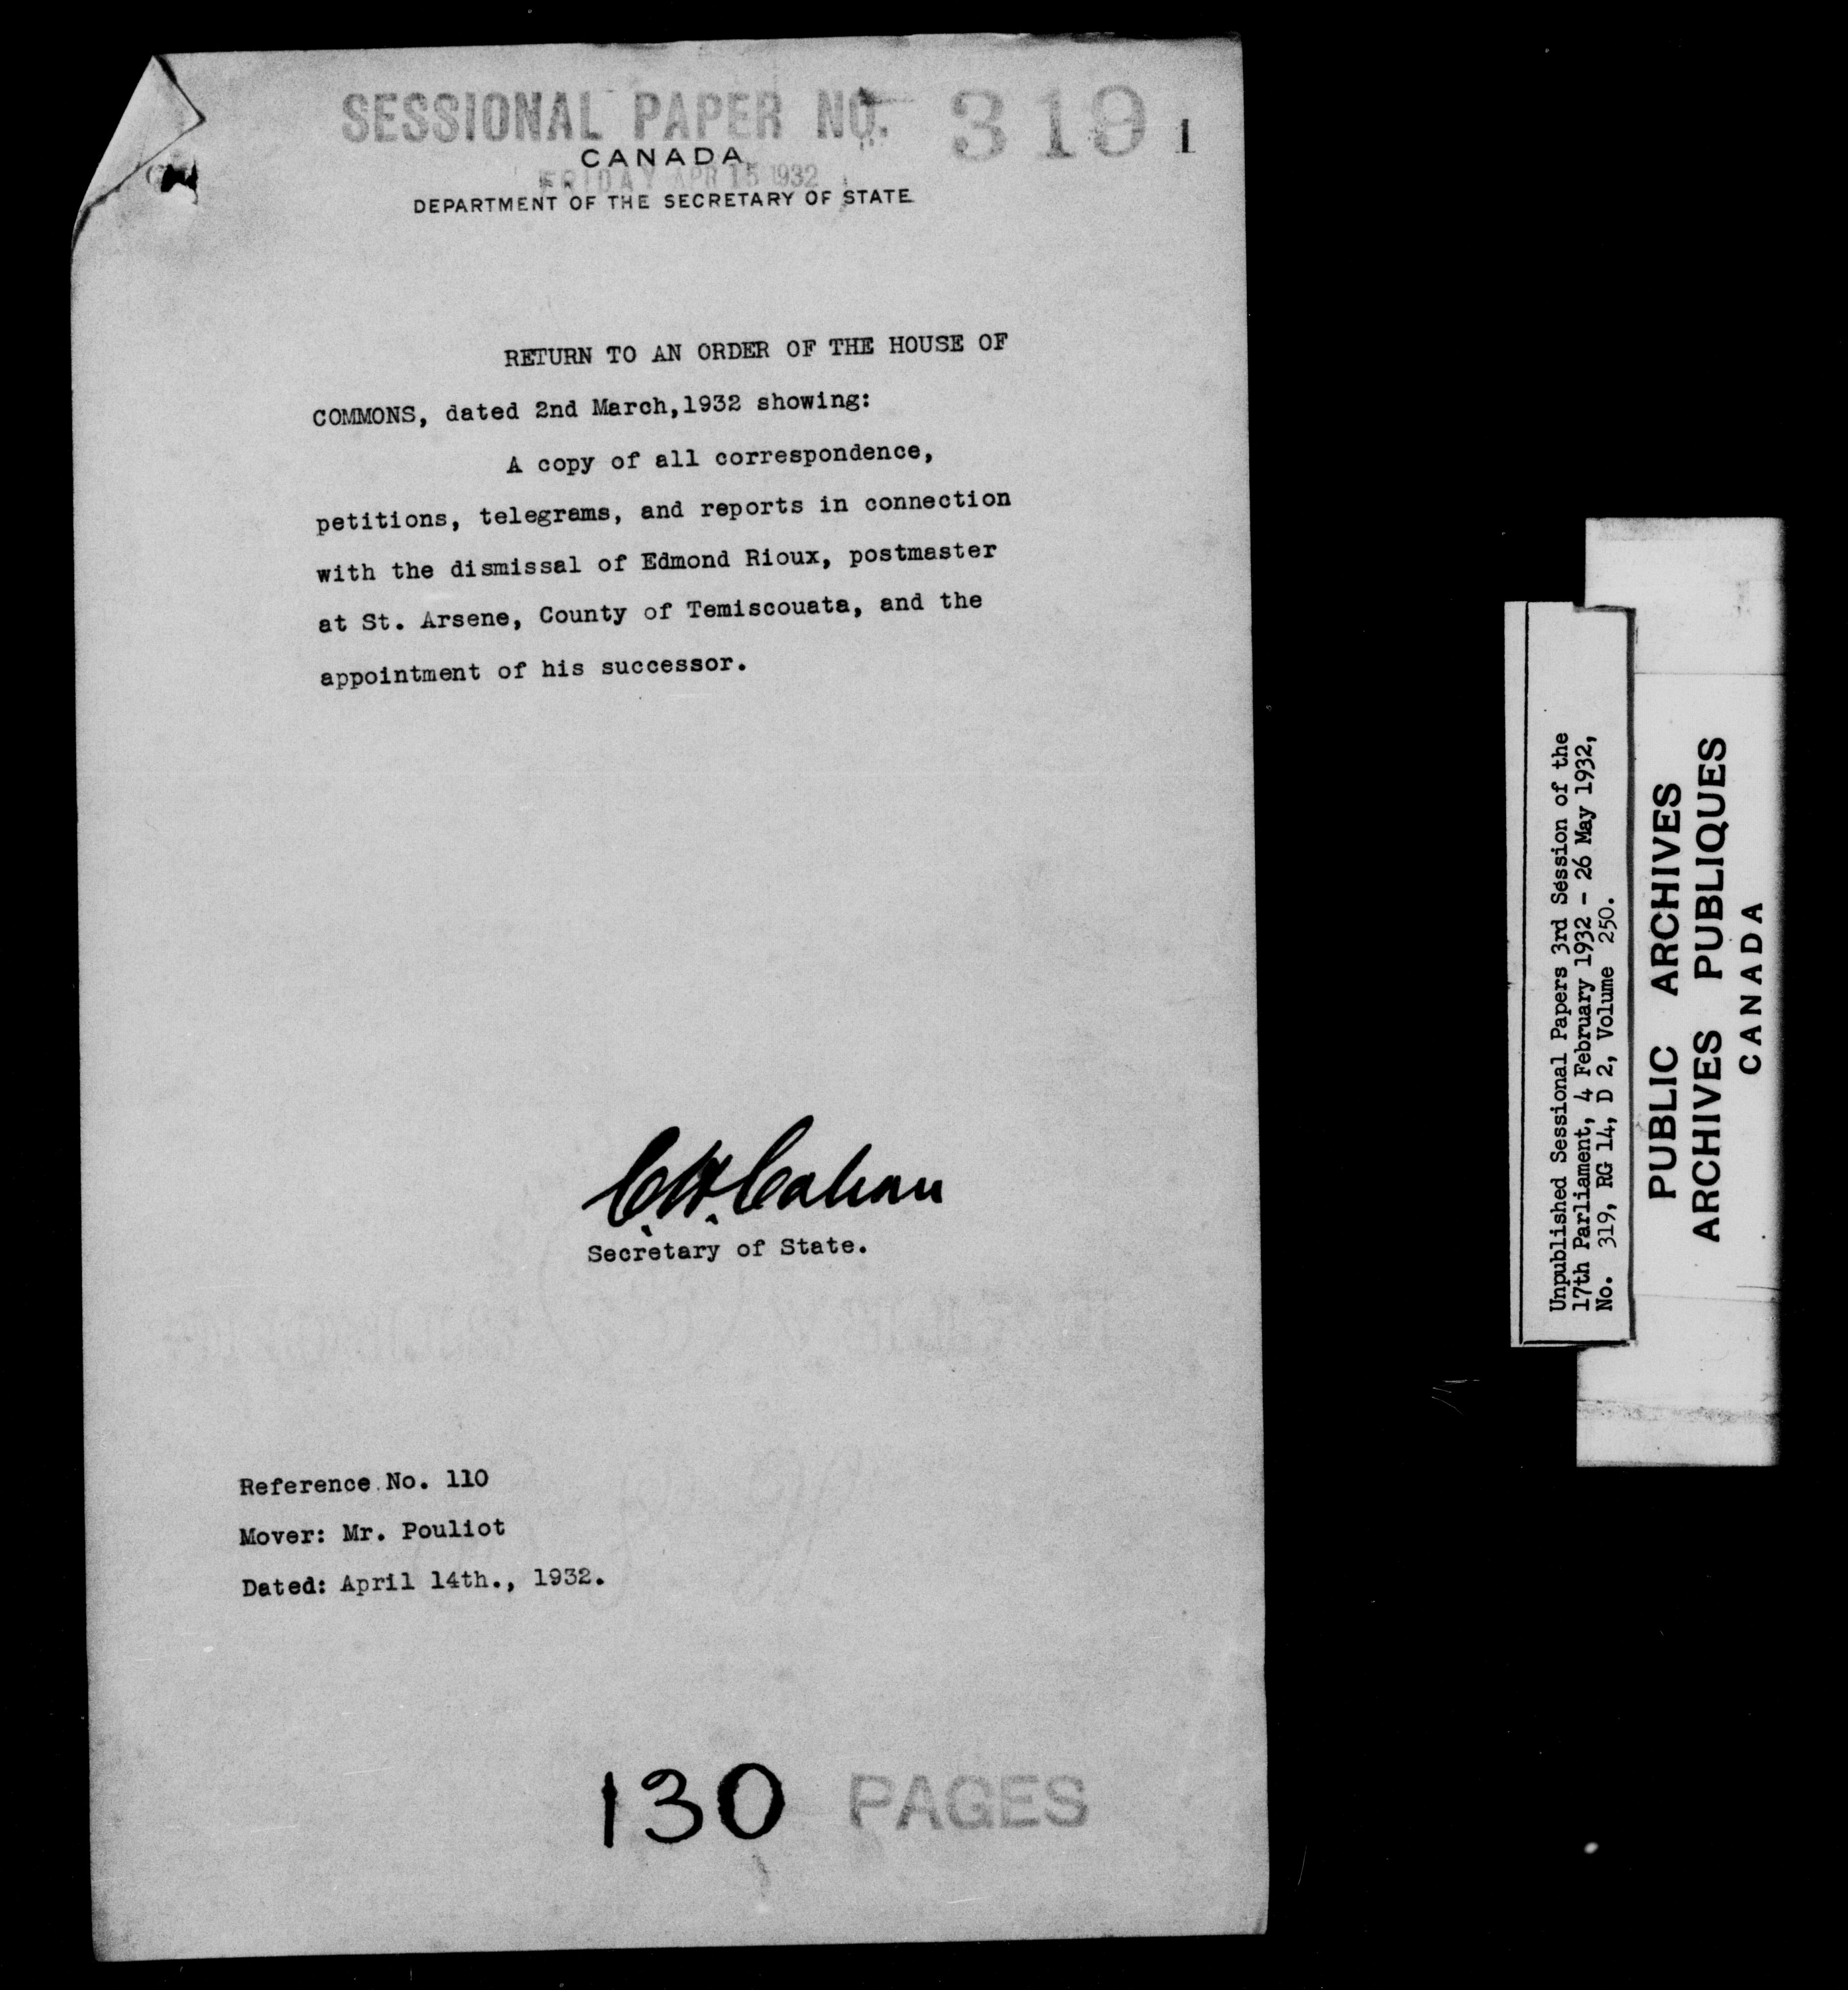 SESSIONAL PAPER NO. 319 1
CANADA
FRIDAY APR 15 1932
DEPARTMENT OF THE SECRETARY OF STATE
RETURN TO AN ORDER OF THE HOUSE OF
COMMONS, dated 2nd March,1932 showing:
A copy of all correspondence,
petitions, telegrams, and reports in connection
with the dismissal of Edmond Rioux, postmaster
at St. Arsene, County of Temiscouata, and the
appointment of his successor.
C.H. Cahan
Secretary of State.
Reference No. 110
Mover: Mr. Pouliot
Dated: April 14th., 1932.
130 PAGES
Unpublished Sessional Papers 3rd Session of the
17th Parliament, 4 February 1932 - 26 May 1932,
No. 319, RG 14, D 2, Volume 250.
PUBLIC ARCHIVES
ARCHIVES PUBLIQUES
CANADA